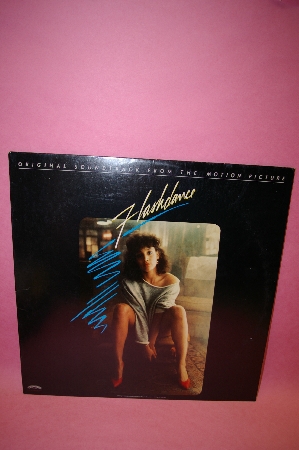 ORIGINAL SOUNDTRACK FROM THE MOTION PICTURE
Flashdance